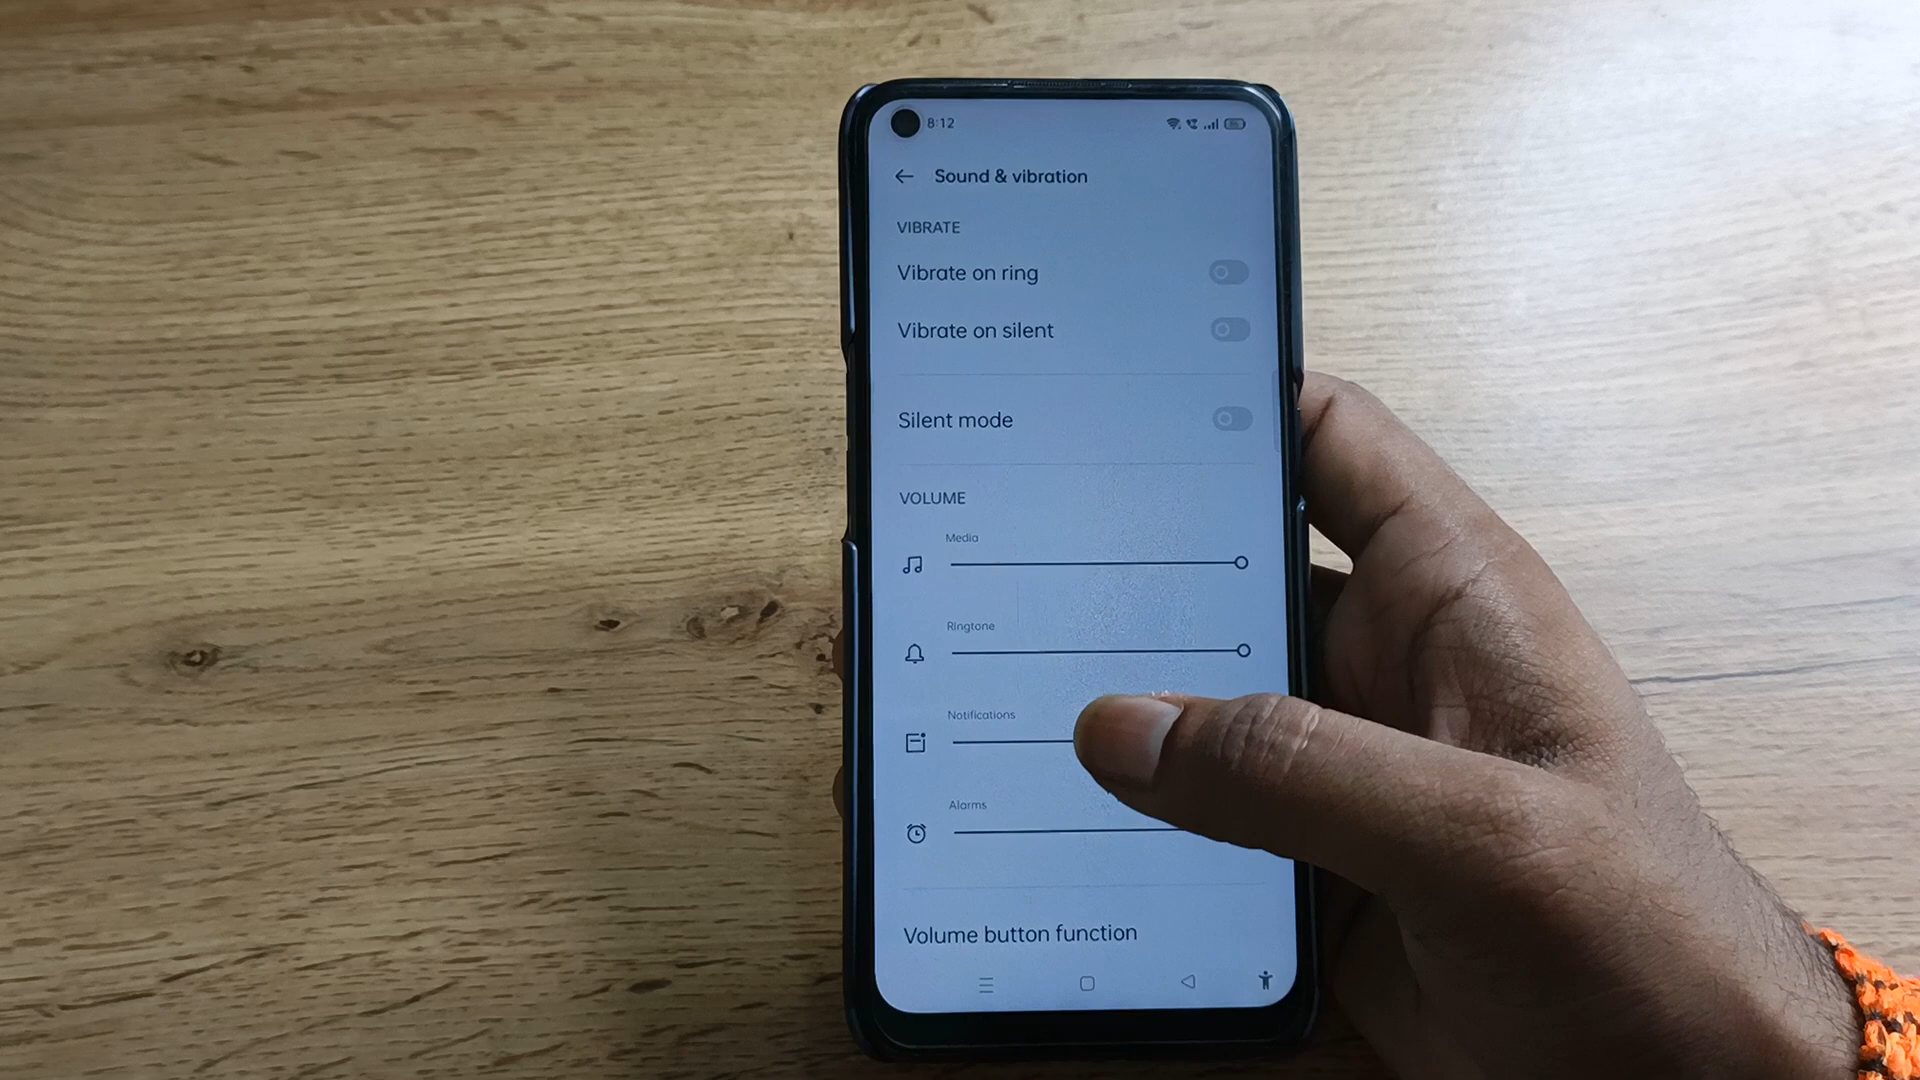 8:12
Sound & vibration
VIBRATE
Vibrate on ring
Vibrate on silent
Silent mode
VOLUME
Media
Ringtone
Notifications
Alarms
Volume button function